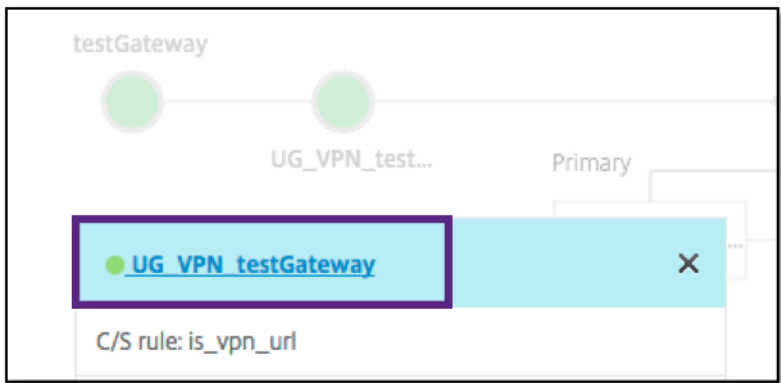 testGateway
UG_VPN_test...
Primary
...
UG_VPN_testGateway
C/S rule: is_vpn_url